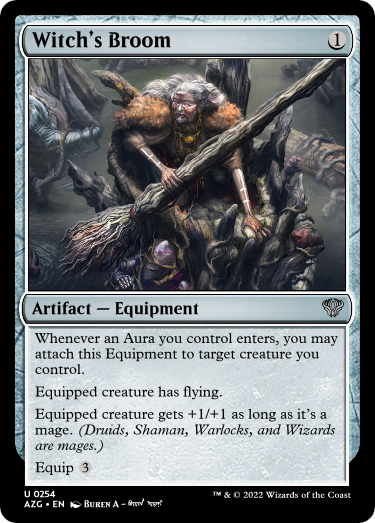 Witch's Broom 1
Artifact — Equipment
Whenever an Aura you control enters, you may
attach this Equipment to target creature you
control.
Equipped creature has flying.
Equipped creature gets +1/+1 as long as it's a
mage. (Druids, Shaman, Warlocks, and Wizards
are mages.)
Equip 3
U 0254
AZG • EN Buren A –
™ & © 2022 Wizards of the Coast